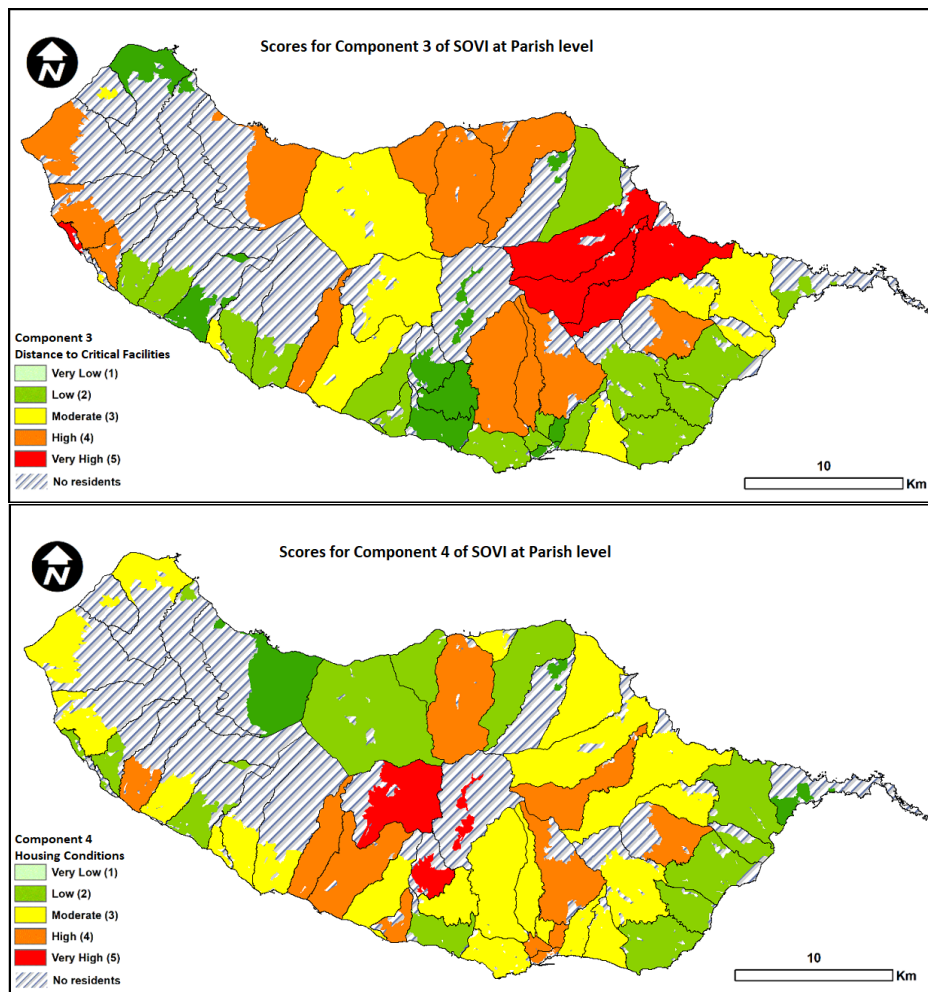 Scores for Component 3 of SOVI at Parish level
N
Component 3
Distance to Critical Facilities
Very Low (1)
Low (2)
Moderate (3)
High (4)
Very High (5)
No residents
10
Km
Scores for Component 4 of SOVI at Parish level
N
Component 4
Housing Conditions
Very Low (1)
Low (2)
Moderate (3)
High (4)
Very High (5)
No residents
10
Km